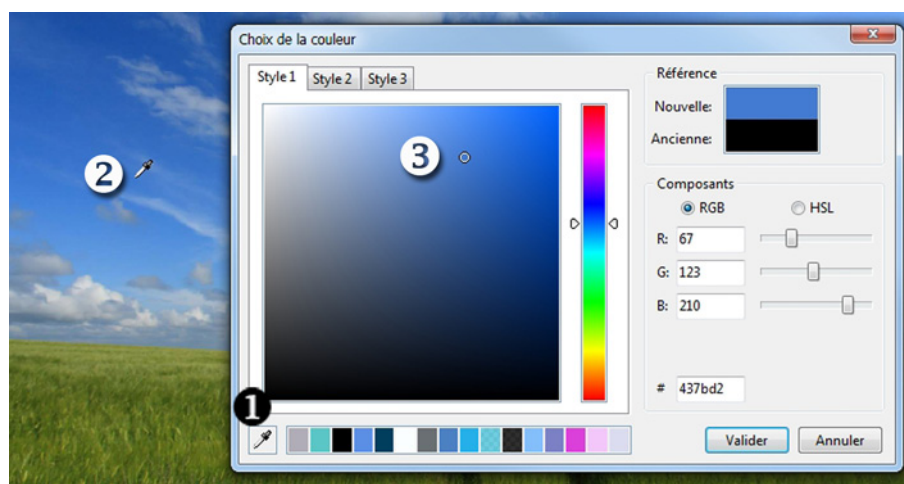 Choix de la couleur
Style 1 Style 2 Style 3
Référence
Nouvelle:
Ancienne:
2
3
Composants
RGB HSL
R: 67
G: 123
B: 210
# 437bd2
1
Valider Annuler